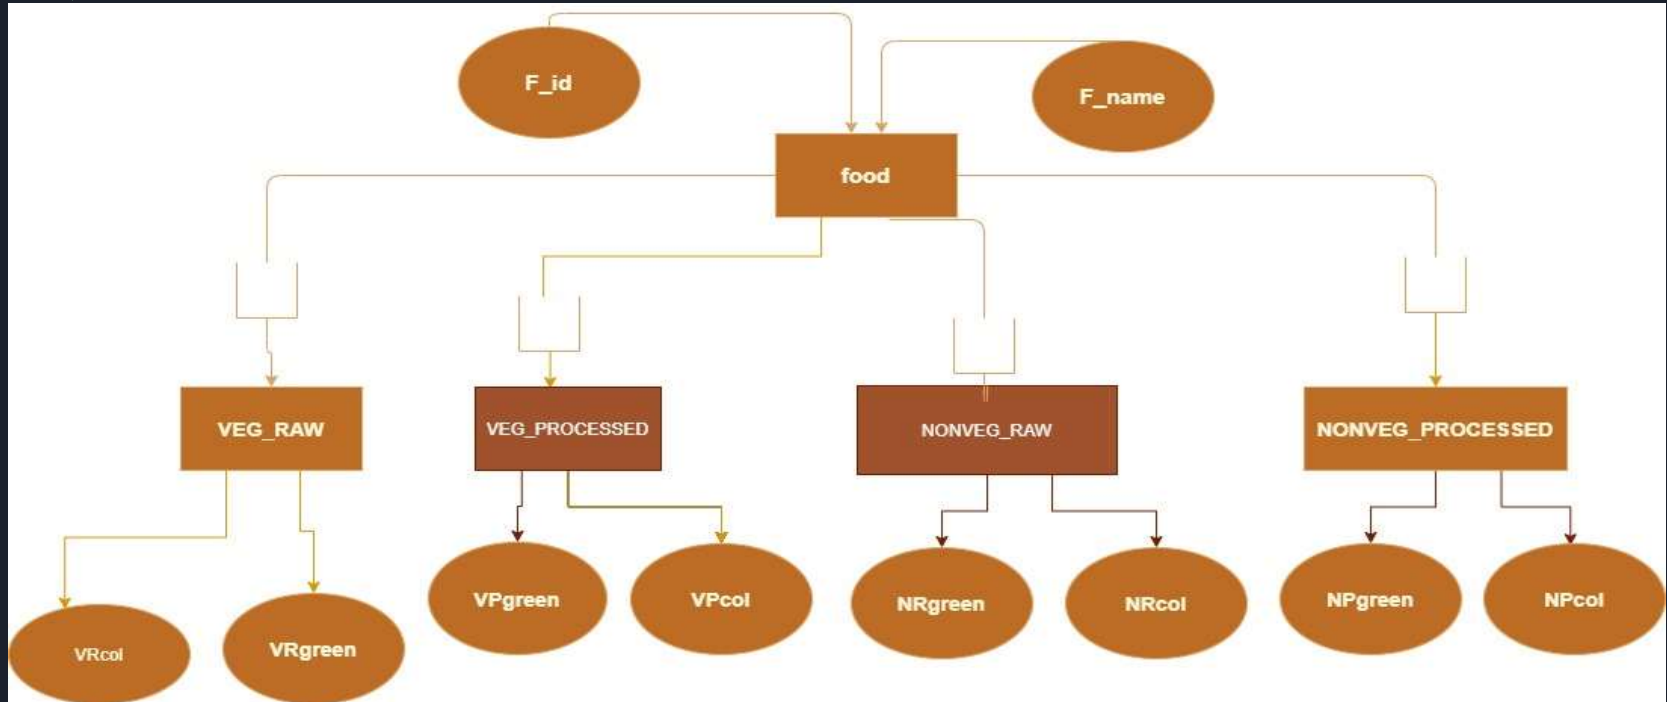 F_id
F_name
food
VEG_RAW
VEG_PROCESSED
NONVEG_RAW
NONVEG_PROCESSED
VRcol
VRgreen
VPgreen
VPcol
NRgreen
NRcol
NPgreen
NPcol